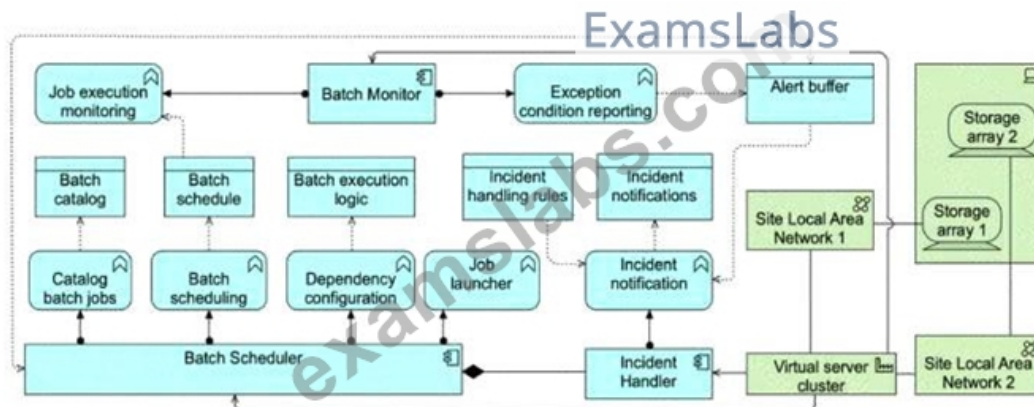 ExamsLabs
Job execution
monitoring
Batch Monitor
Exception
condition reporting
Alert buffer
Storage
array 2
Batch
catalog
Batch
schedule
Batch execution
logic
Incident
handling rules
Incident
notifications
Site Local Area
Network 1
Storage
array 1
Catalog
batch jobs
Batch
scheduling
Dependency
configuration
Job
launcher
Incident
notification
Batch Scheduler
Incident
Handler
Virtual server
cluster
Site Local Area
Network 2
examslabs.com